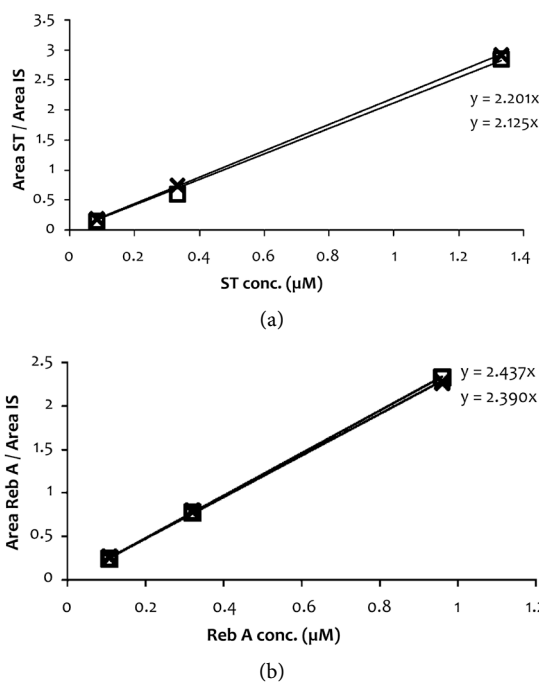 3.5
3
2.5
2
1.5
1
0.5
0
Area ST / Area IS
y = 2.201x
y = 2.125x
0 0.2 0.4 0.6 0.8 1 1.2 1.4
ST conc. (µM)
(a)
2.5
2
1.5
1
0.5
0
Area Reb A / Area IS
y = 2.437x
y = 2.390x
0 0.2 0.4 0.6 0.8 1 1.2
Reb A conc. (µM)
(b)